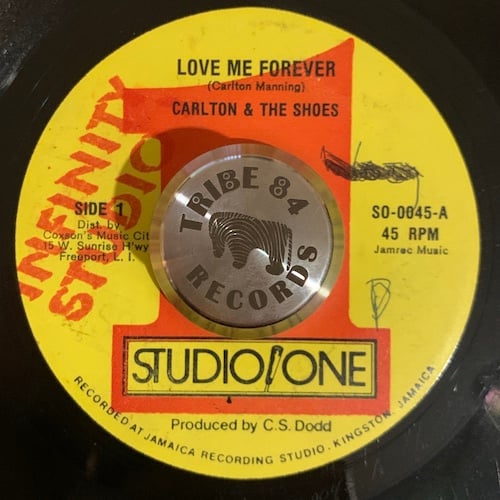 LOVE ME FOREVER
(Carlton Manning)
CARLTON & THE SHOES
INFINITY
STUDIO
SIDE 1
Dist. by
Coxson's Music Cit
15 W. Sunrise H'wy
Freeport, L. I.
TRIBE 84
RECORDS
SO-0045-A
45 RPM
Jamrec Music
STUDIO ONE
Produced by C.S. Dodd
RECORDED AT JAMAICA RECORDING STUDIO. KINGSTON, JAMAICA